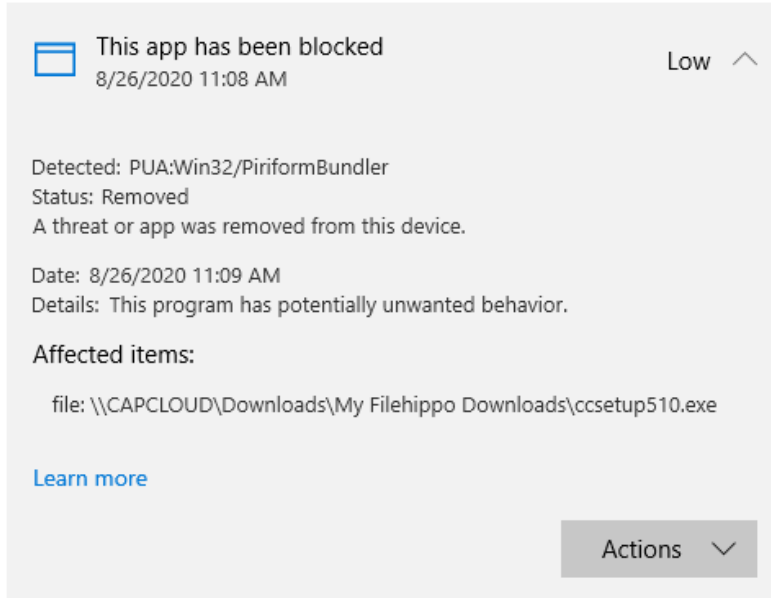 This app has been blocked
Low
8/26/2020 11:08 AM
Detected: PUA:Win32/PiriformBundler
Status: Removed
A threat or app was removed from this device.
Date: 8/26/2020 11:09 AM
Details: This program has potentially unwanted behavior.
Affected items:
file: \\CAPCLOUD\Downloads\My Filehippo Downloads\ccsetup510.exe
Learn more
Actions